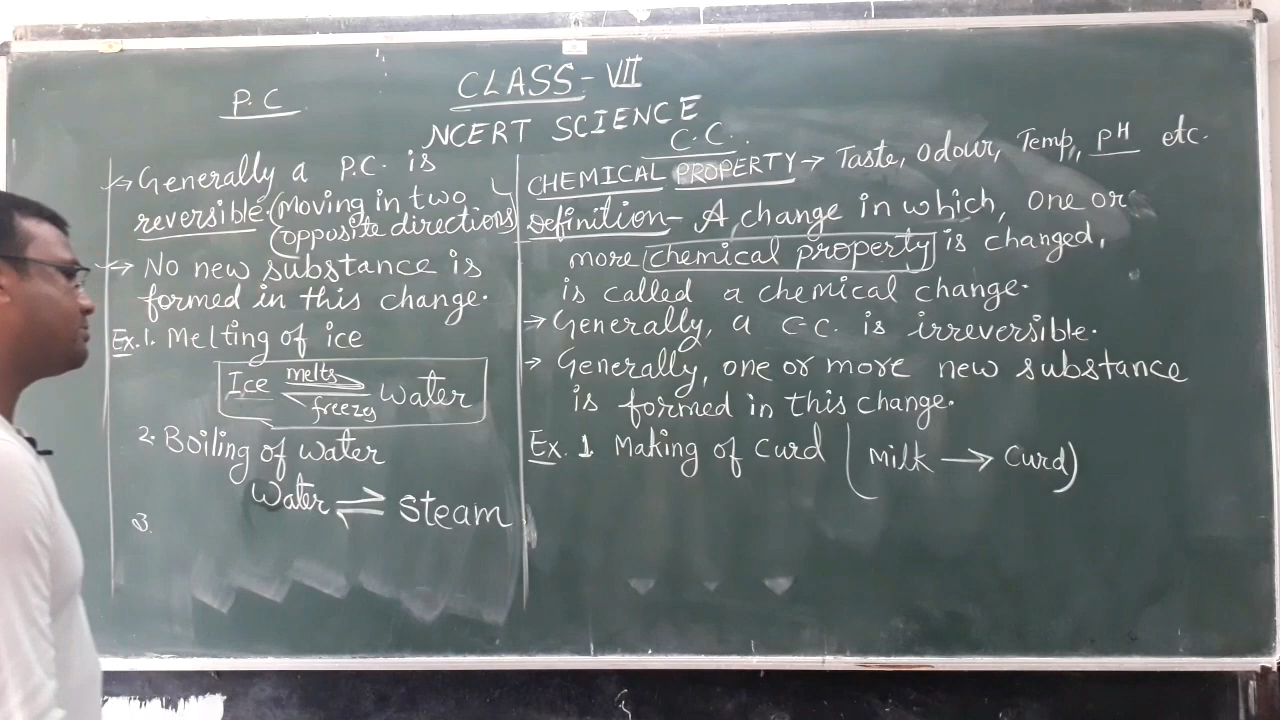 CLASS - VII
NCERT SCIENCE
P.C
→ Generally a P.C. is
reversible. (Moving in two
(opposite directions)
→ No new substance is
formed in this change.
Ex. 1. Melting of ice
Ice melts ⇌ freezes water
2. Boiling of water
Water ⇌ steam
3.
C.C.
CHEMICAL PROPERTY → Taste, Odour, Temp., pH etc.
Definition - A change in which, one or
more chemical property is changed,
is called a chemical change.
→ Generally, a C.C. is irreversible.
→ Generally, one or more new substance
is formed in this change.
Ex. 1 Making of Curd (Milk → Curd)